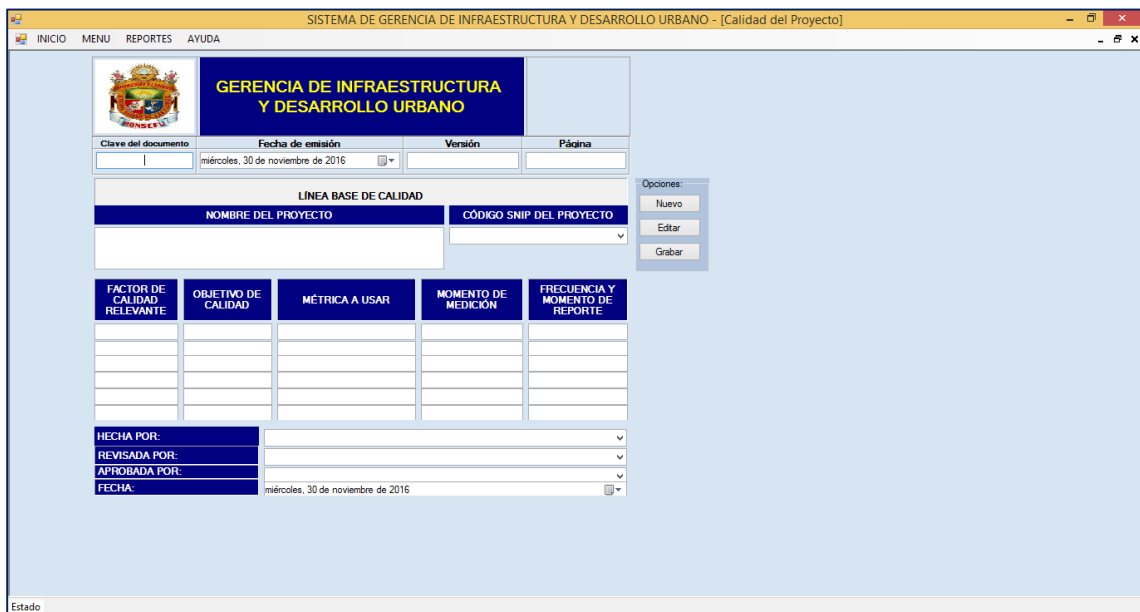 SISTEMA DE GERENCIA DE INFRAESTRUCTURA Y DESARROLLO URBANO - [Calidad del Proyecto]
INICIO MENU REPORTES AYUDA
GERENCIA DE INFRAESTRUCTURA
Y DESARROLLO URBANO
MONSEFU
Clave del documento Fecha de emisión Versión Página
miércoles, 30 de noviembre de 2016
LÍNEA BASE DE CALIDAD
NOMBRE DEL PROYECTO CÓDIGO SNIP DEL PROYECTO
Opciones:
Nuevo
Editar
Grabar
FACTOR DE
CALIDAD
RELEVANTE
OBJETIVO DE
CALIDAD
MÉTRICA A USAR
MOMENTO DE
MEDICIÓN
FRECUENCIA Y
MOMENTO DE
REPORTE
HECHA POR:
REVISADA POR:
APROBADA POR:
FECHA: miércoles, 30 de noviembre de 2016
Estado